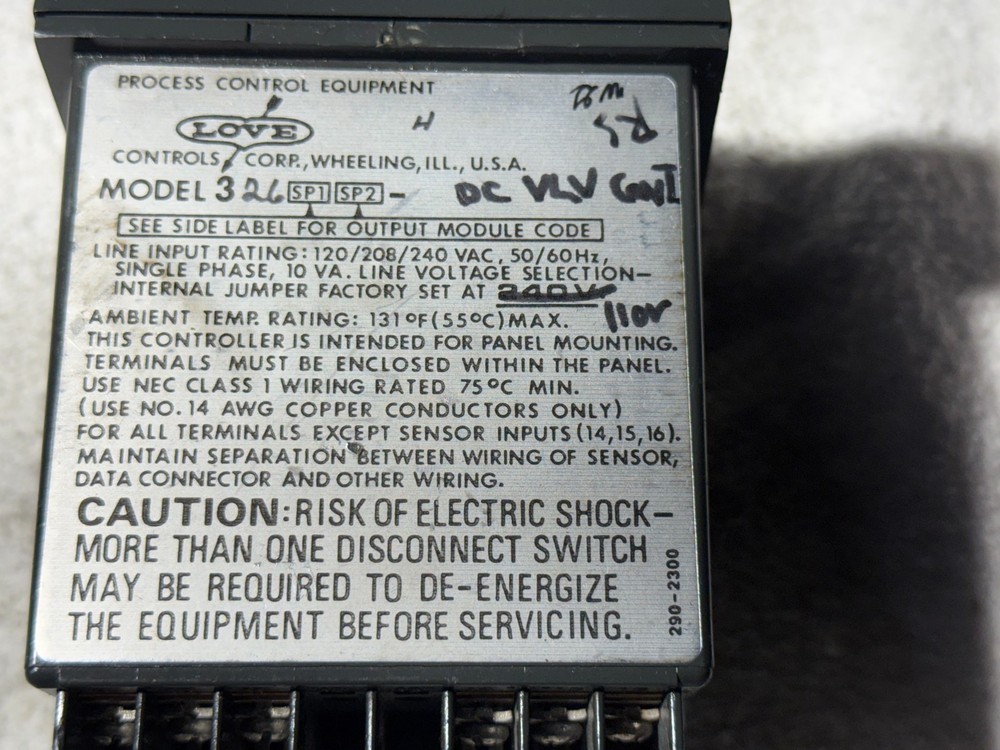 PROCESS CONTROL EQUIPMENT
LOVE
H
CONTROLS CORP., WHEELING, ILL., U.S.A.
MODEL 326 SP1 SP2 - DC VLV Cont
SEE SIDE LABEL FOR OUTPUT MODULE CODE
LINE INPUT RATING: 120/208/240 VAC, 50/60Hz,
SINGLE PHASE, 10 VA. LINE VOLTAGE SELECTION—
INTERNAL JUMPER FACTORY SET AT 240V
110V
AMBIENT TEMP. RATING: 131°F (55°C) MAX.
THIS CONTROLLER IS INTENDED FOR PANEL MOUNTING.
TERMINALS MUST BE ENCLOSED WITHIN THE PANEL.
USE NEC CLASS 1 WIRING RATED 75°C MIN.
(USE NO. 14 AWG COPPER CONDUCTORS ONLY)
FOR ALL TERMINALS EXCEPT SENSOR INPUTS (14,15,16).
MAINTAIN SEPARATION BETWEEN WIRING OF SENSOR,
DATA CONNECTOR AND OTHER WIRING.
CAUTION: RISK OF ELECTRIC SHOCK—
MORE THAN ONE DISCONNECT SWITCH
MAY BE REQUIRED TO DE-ENERGIZE
THE EQUIPMENT BEFORE SERVICING.
290-2300